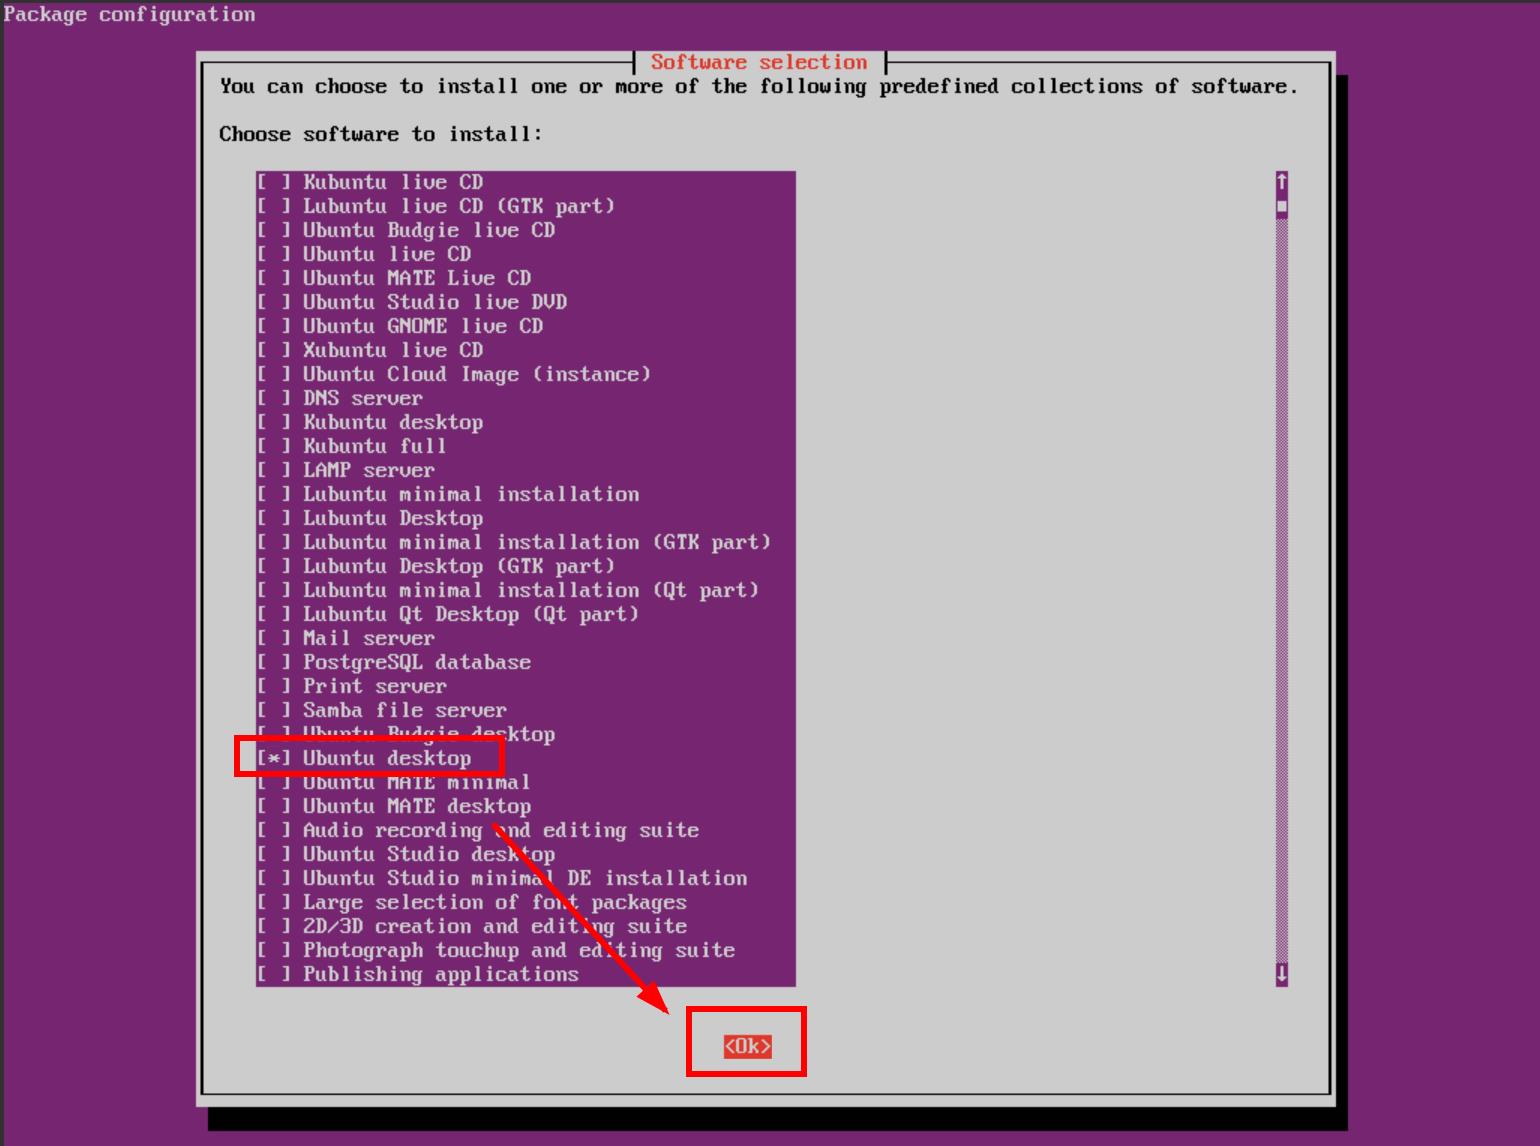 Package configuration
Software selection
You can choose to install one or more of the following predefined collections of software.
Choose software to install:
[ ] Kubuntu live CD
[ ] Lubuntu live CD (GTK part)
[ ] Ubuntu Budgie live CD
[ ] Ubuntu live CD
[ ] Ubuntu MATE Live CD
[ ] Ubuntu Studio live DVD
[ ] Ubuntu GNOME live CD
[ ] Xubuntu live CD
[ ] Ubuntu Cloud Image (instance)
[ ] DNS server
[ ] Kubuntu desktop
[ ] Kubuntu full
[ ] LAMP server
[ ] Lubuntu minimal installation
[ ] Lubuntu Desktop
[ ] Lubuntu minimal installation (GTK part)
[ ] Lubuntu Desktop (GTK part)
[ ] Lubuntu minimal installation (Qt part)
[ ] Lubuntu Qt Desktop (Qt part)
[ ] Mail server
[ ] PostgreSQL database
[ ] Print server
[ ] Samba file server
[ ] Ubuntu Budgie desktop
[*] Ubuntu desktop
[ ] Ubuntu MATE minimal
[ ] Ubuntu MATE desktop
[ ] Audio recording and editing suite
[ ] Ubuntu Studio desktop
[ ] Ubuntu Studio minimal DE installation
[ ] Large selection of font packages
[ ] 2D/3D creation and editing suite
[ ] Photograph touchup and editing suite
[ ] Publishing applications
<Ok>